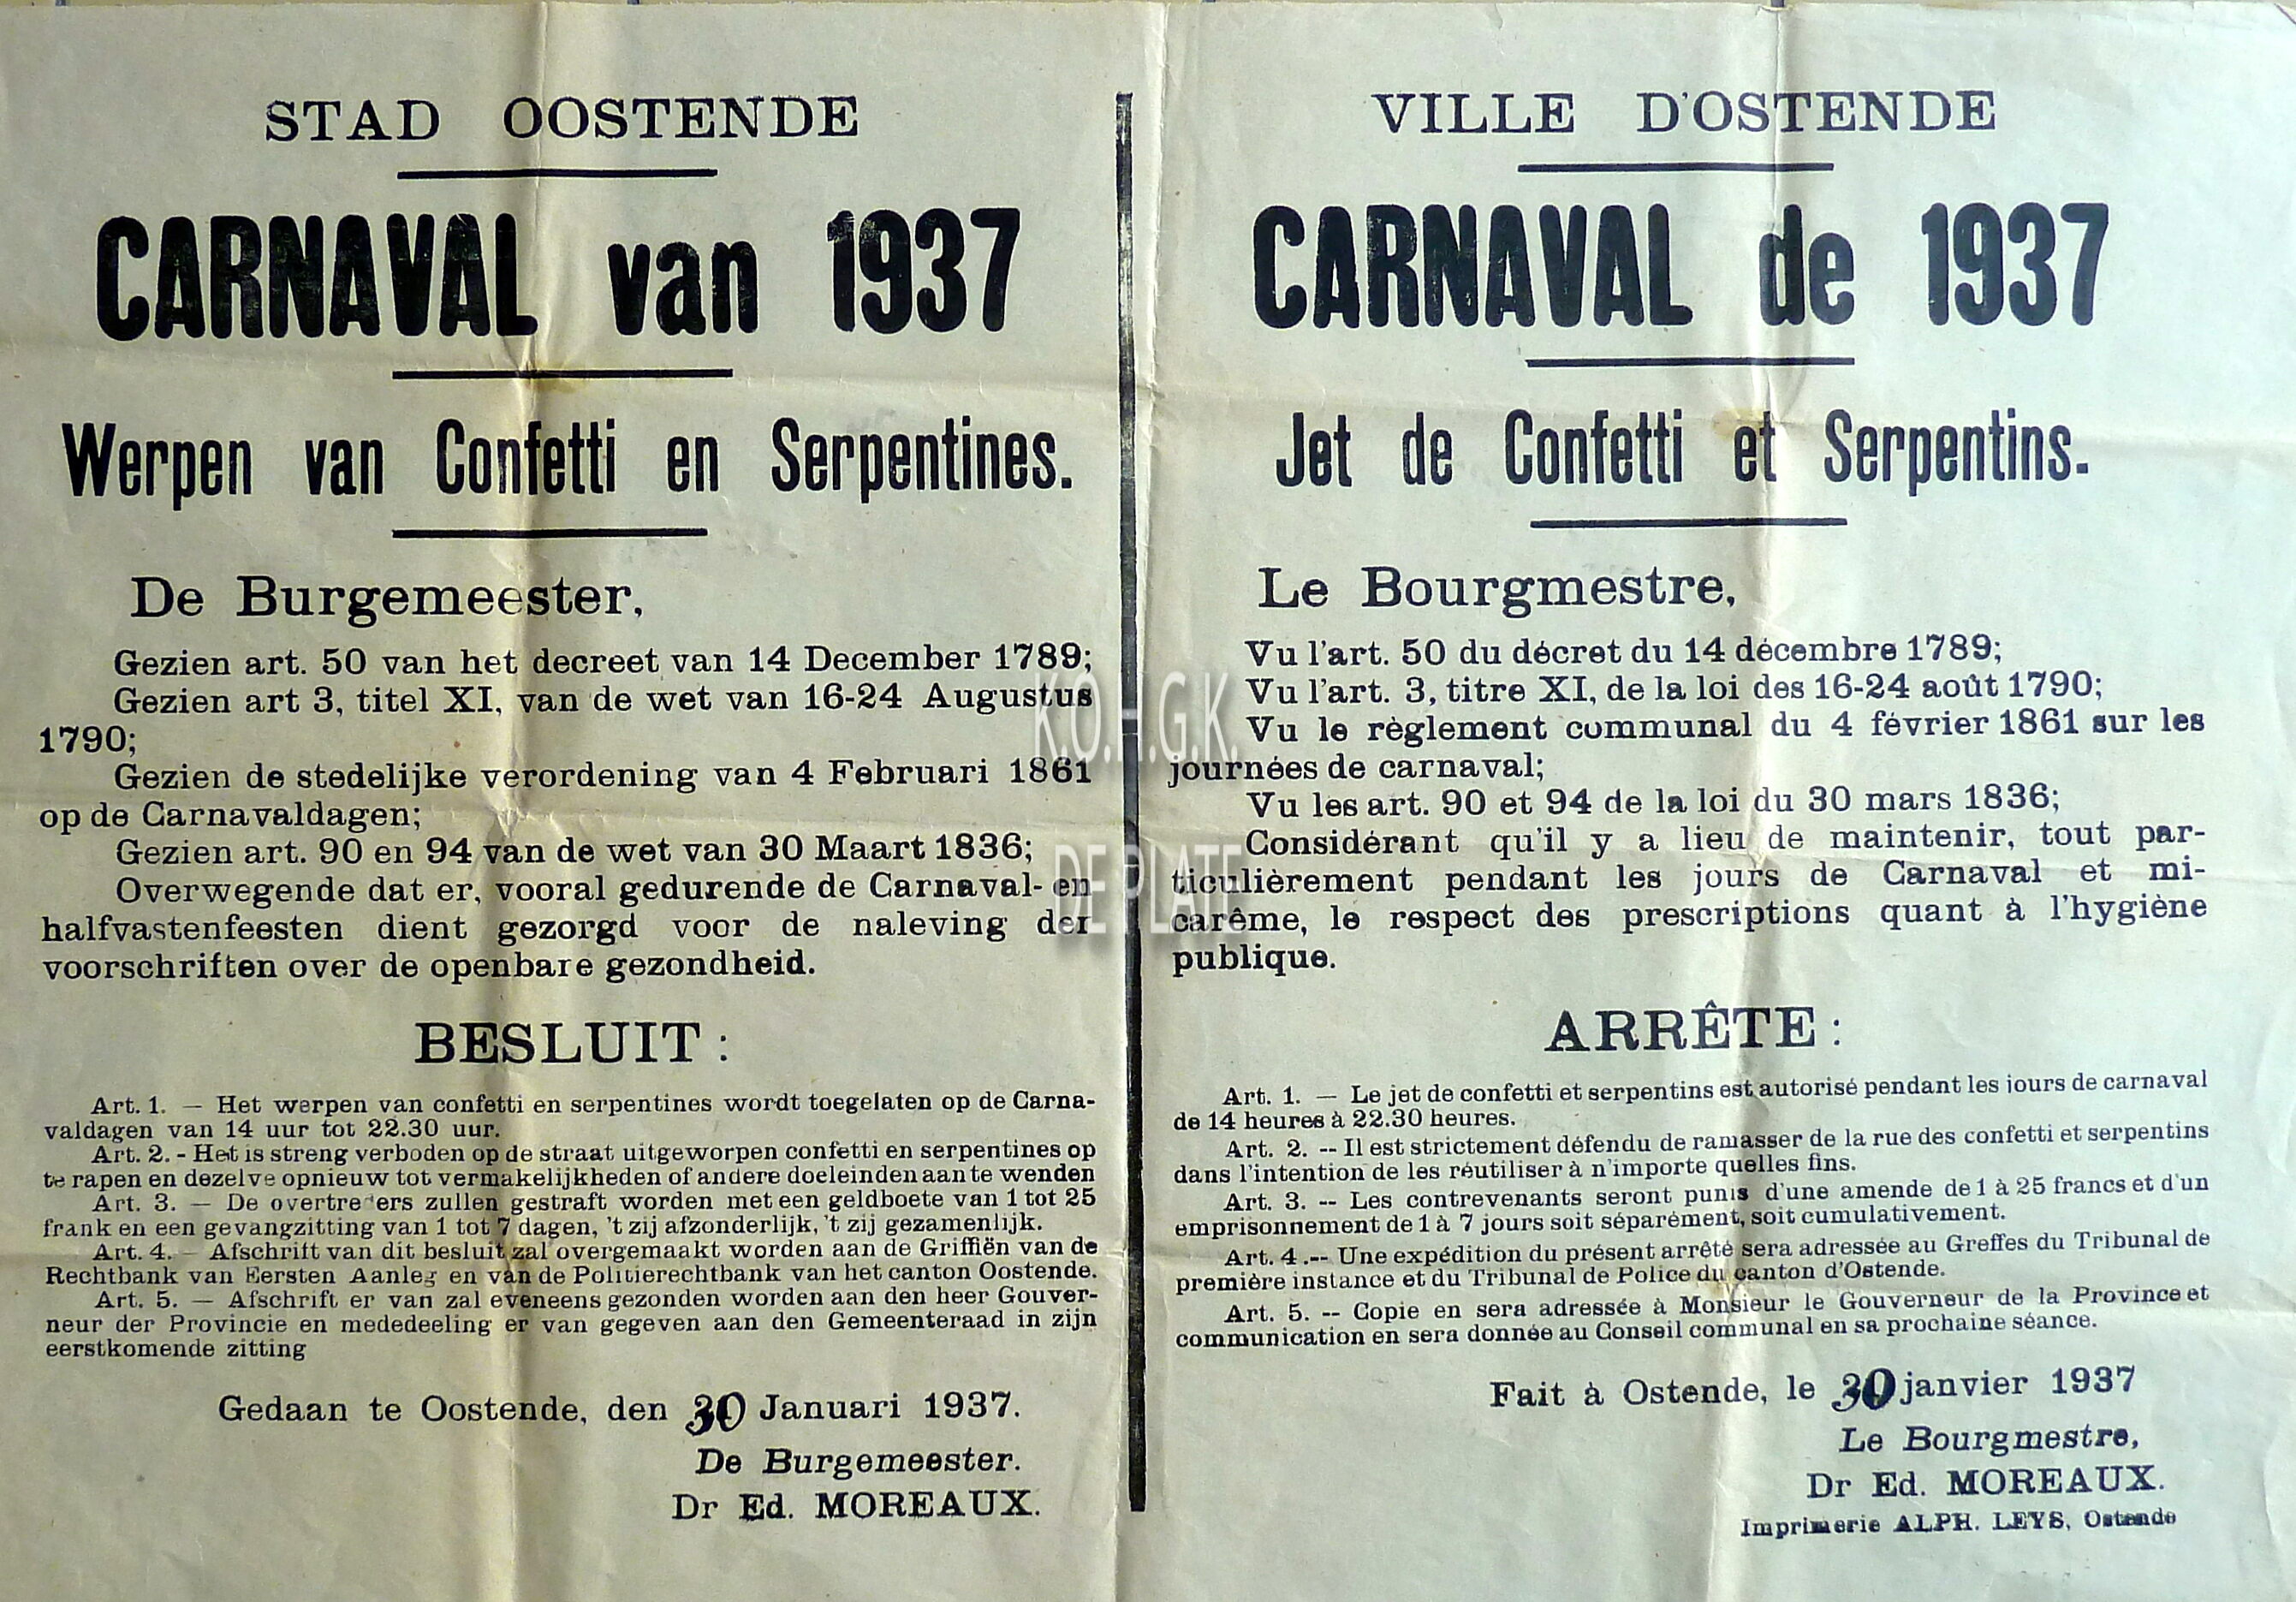 STAD OOSTENDE
CARNAVAL van 1937
Werpen van Confetti en Serpentines.
De Burgemeester,
Gezien art. 50 van het decreet van 14 December 1789;
Gezien art 3, titel XI, van de wet van 16-24 Augustus
1790;
Gezien de stedelijke verordening van 4 Februari 1861
op de Carnavaldagen;
Gezien art. 90 en 94 van de wet van 30 Maart 1836;
Overwegende dat er, vooral gedurende de Carnaval- en
halfvastenfeesten dient gezorgd voor de naleving der
voorschriften over de openbare gezondheid.
BESLUIT :
Art. 1. — Het werpen van confetti en serpentines wordt toegelaten op de Carna-
valdagen van 14 uur tot 22.30 uur.
Art. 2. - Het is streng verboden op de straat uitgeworpen confetti en serpentines op
te rapen en dezelve opnieuw tot vermakelijkheden of andere doeleinden aan te wenden
Art. 3. — De overtreders zullen gestraft worden met een geldboete van 1 tot 25
frank en een gevangzitting van 1 tot 7 dagen, 't zij afzonderlijk, 't zij gezamenlijk.
Art. 4. — Afschrift van dit besluit zal overgemaakt worden aan de Griffiën van de
Rechtbank van Eersten Aanleg en van de Politierechtbank van het canton Oostende.
Art. 5. — Afschrift er van zal eveneens gezonden worden aan den heer Gouver-
neur der Provincie en mededeeling er van gegeven aan den Gemeenteraad in zijn
eerstkomende zitting
Gedaan te Oostende, den 30 Januari 1937.
De Burgemeester.
Dr Ed. MOREAUX.
VILLE D'OSTENDE
CARNAVAL de 1937
Jet de Confetti et Serpentins.
Le Bourgmestre,
Vu l'art. 50 du décret du 14 décembre 1789;
Vu l'art. 3, titre XI, de la loi des 16-24 août 1790;
Vu le règlement communal du 4 février 1861 sur les
journées de carnaval;
Vu les art. 90 et 94 de la loi du 30 mars 1836;
Considérant qu'il y a lieu de maintenir, tout par-
ticulièrement pendant les jours de Carnaval et mi-
carême, le respect des prescriptions quant à l'hygiène
publique.
ARRÊTE :
Art. 1. — Le jet de confetti et serpentins est autorisé pendant les jours de carnaval
de 14 heures à 22.30 heures.
Art. 2. -- Il est strictement défendu de ramasser de la rue des confetti et serpentins
dans l'intention de les réutiliser à n'importe quelles fins.
Art. 3. -- Les contrevenants seront punis d'une amende de 1 à 25 francs et d'un
emprisonnement de 1 à 7 jours soit séparément, soit cumulativement.
Art. 4 .-- Une expédition du présent arrêté sera adressée au Greffes du Tribunal de
première instance et du Tribunal de Police du canton d'Ostende.
Art. 5. -- Copie en sera adressée à Monsieur le Gouverneur de la Province et
communication en sera donnée au Conseil communal en sa prochaine séance.
Fait à Ostende, le 30 janvier 1937
Le Bourgmestre,
Dr Ed. MOREAUX.
Imprimerie ALPH. LEYS, Ostende
DE PLATE